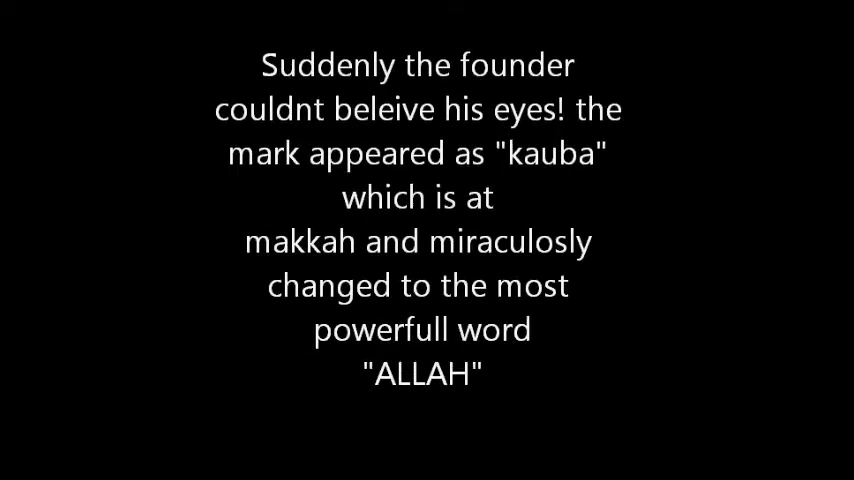 Suddenly the founder
couldnt beleive his eyes! the
mark appeared as "kauba"
which is at
makkah and miraculosly
changed to the most
powerfull word
"ALLAH"